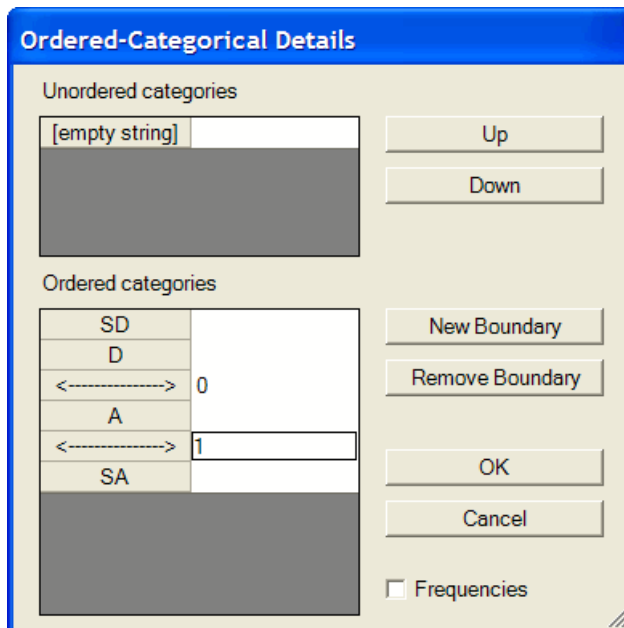 Ordered-Categorical Details
Unordered categories
[empty string]
Up
Down
Ordered categories
SD
D
<---------------> 0
A
<---------------> 1
SA
New Boundary
Remove Boundary
OK
Cancel
Frequencies